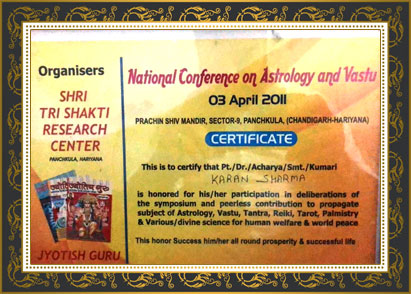 Organisers
SHRI
TRI SHAKTI
RESEARCH
CENTER
PANCHKULA, HARIYANA
JYOTISH GURU
National Conference on Astrology and Vastu
03 April 2011
PRACHIN SHIV MANDIR, SECTOR-9, PANCHKULA, (CHANDIGARH-HARIYANA)
CERTIFICATE
This is to certify that Pt./Dr./Acharya/Smt./Kumari
KARAN SHARMA
is honored for his/her participation in deliberations of
the symposium and peerless contribution to propagate
subject of Astrology, Vastu, Tantra, Reiki, Tarot, Palmistry
& Various/divine science for human welfare & world peace
This honor Success him/her all round prosperity & successful life